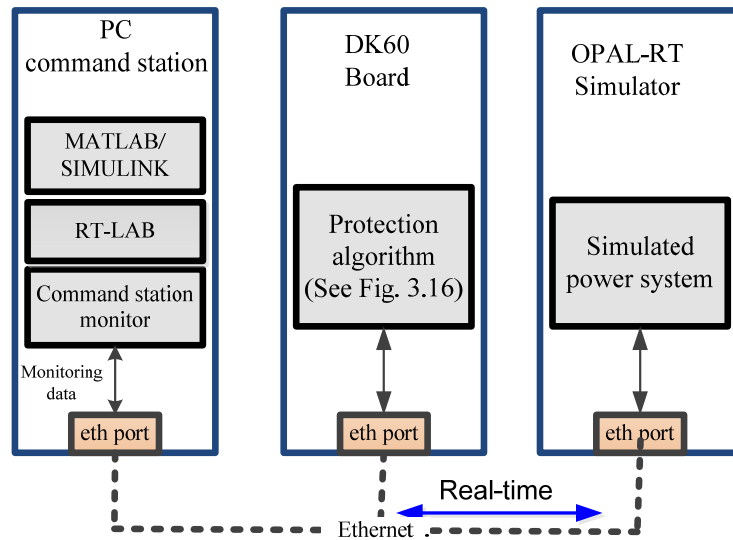 PC
command station
MATLAB/
SIMULINK
RT-LAB
Command station
monitor
Monitoring
data
eth port
DK60
Board
Protection
algorithm
(See Fig. 3.16)
eth port
OPAL-RT
Simulator
Simulated
power system
eth port
Real-time
Ethernet